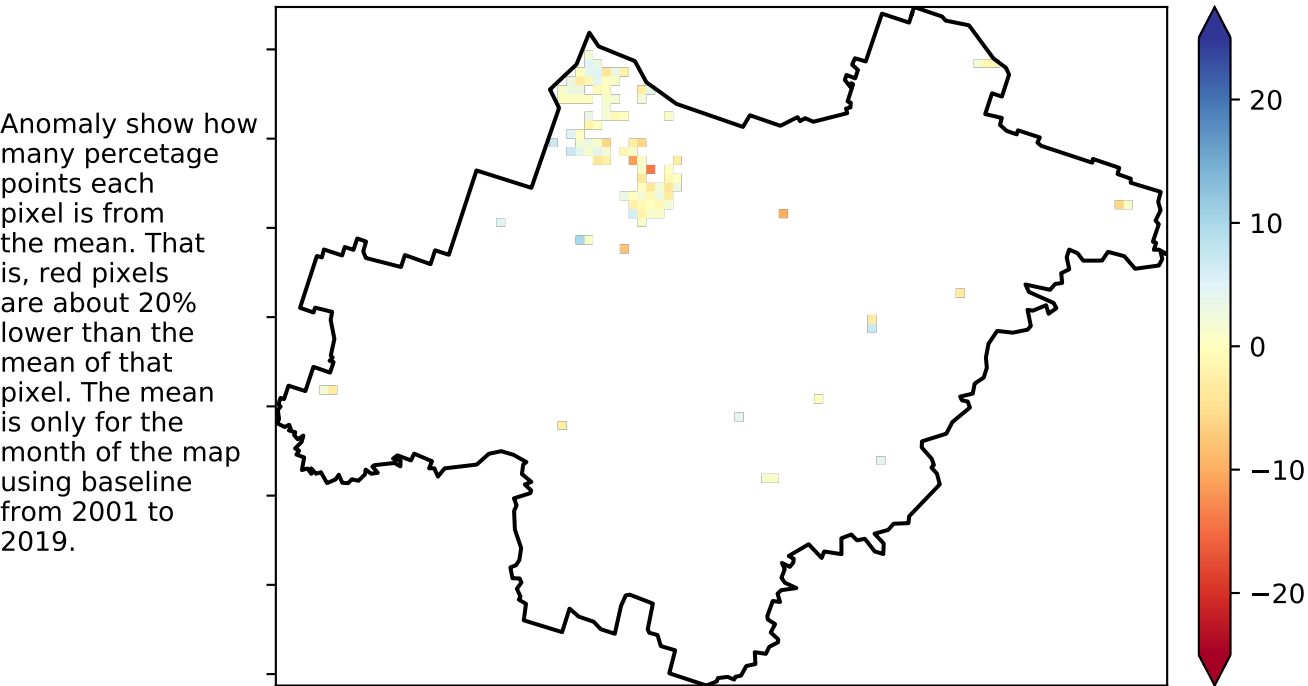 Anomaly show how
many percetage
points each
pixel is from
the mean. That
is, red pixels
are about 20%
lower than the
mean of that
pixel. The mean
is only for the
month of the map
using baseline
from 2001 to
2019.
20
10
0
−10
−20